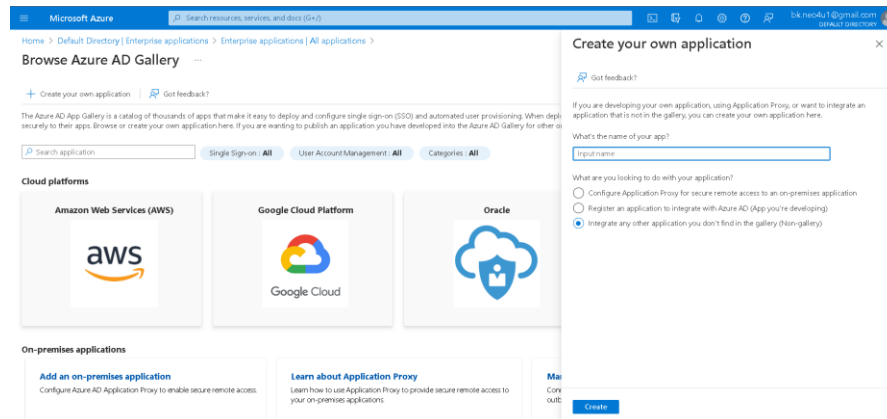 Microsoft Azure
Search resources, services, and docs (G+/)
bk.neo4u1@gmail.com
DEFAULT DIRECTORY
Home > Default Directory | Enterprise applications > Enterprise applications | All applications >
Browse Azure AD Gallery ...
+ Create your own application
Got feedback?
The Azure AD App Gallery is a catalog of thousands of apps that make it easy to deploy and configure single sign-on (SSO) and automated user provisioning. When depl
securely to their apps. Browse or create your own application here. If you are wanting to publish an application you have developed into the Azure AD Gallery for other o
Search application
Single Sign-on : All
User Account Management : All
Categories : All
Cloud platforms
Amazon Web Services (AWS)
aws
Google Cloud Platform
Google Cloud
Oracle
On-premises applications
Add an on-premises application
Configure Azure AD Application Proxy to enable secure remote access.
Learn about Application Proxy
Learn how to use Application Proxy to provide secure remote access to
your on-premises applications.
Ma
Con
outb
Create your own application
Got feedback?
If you are developing your own application, using Application Proxy, or want to integrate an
application that is not in the gallery, you can create your own application here.
What's the name of your app?
Input name
What are you looking to do with your application?
Configure Application Proxy for secure remote access to an on-premises application
Register an application to integrate with Azure AD (App you're developing)
Integrate any other application you don't find in the gallery (Non-gallery)
Create